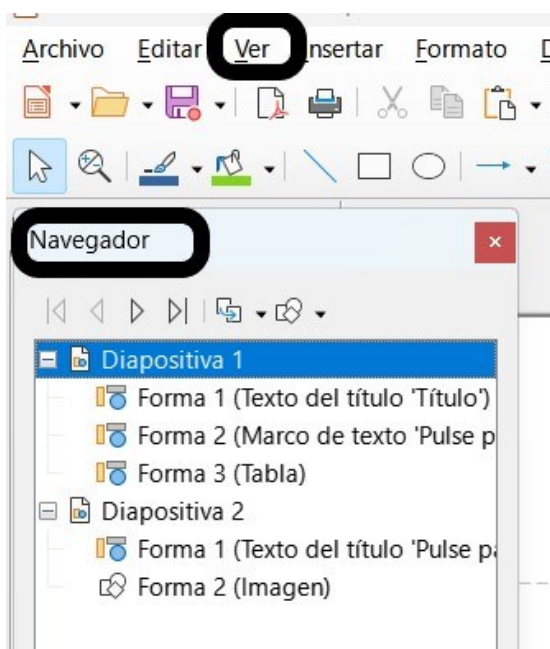 Archivo Editar Ver Insertar Formato
Navegador
Diapositiva 1
Forma 1 (Texto del título 'Título')
Forma 2 (Marco de texto 'Pulse p
Forma 3 (Tabla)
Diapositiva 2
Forma 1 (Texto del título 'Pulse pa
Forma 2 (Imagen)